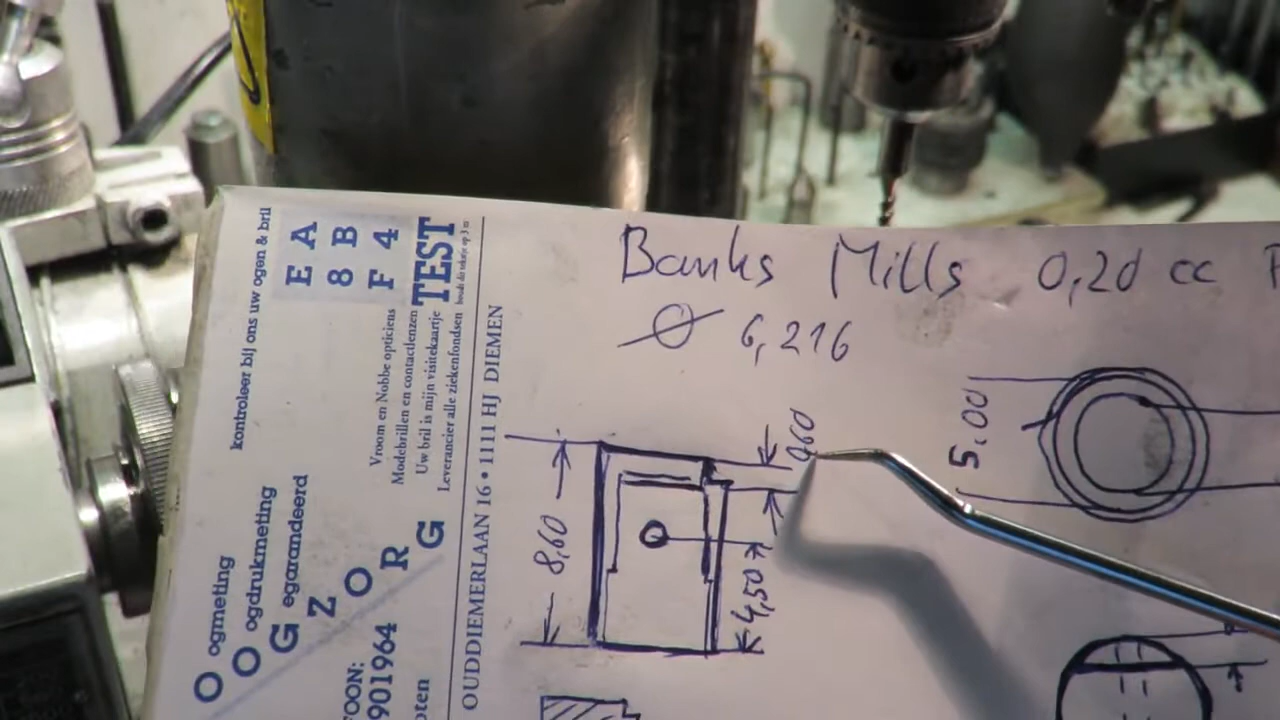 Banks Mills 0,20 cc
Ø 6,216
0,60
8,60
4,50
5.00
kontroleer bij ons uw ogen & bril
E A
8 B
F 4
TEST
Vroom en Nobbe opticiens
Modebrillen en contactlenzen
Uw bril is mijn visitekaartje
Leverancier alle ziekenfondsen
OUDDIEMERLAAN 16 • 1111 HJ DIEMEN
O ogmeting
O ogdrukmeting
G egarandeerd
Z O R G
FOON:
901964
oten